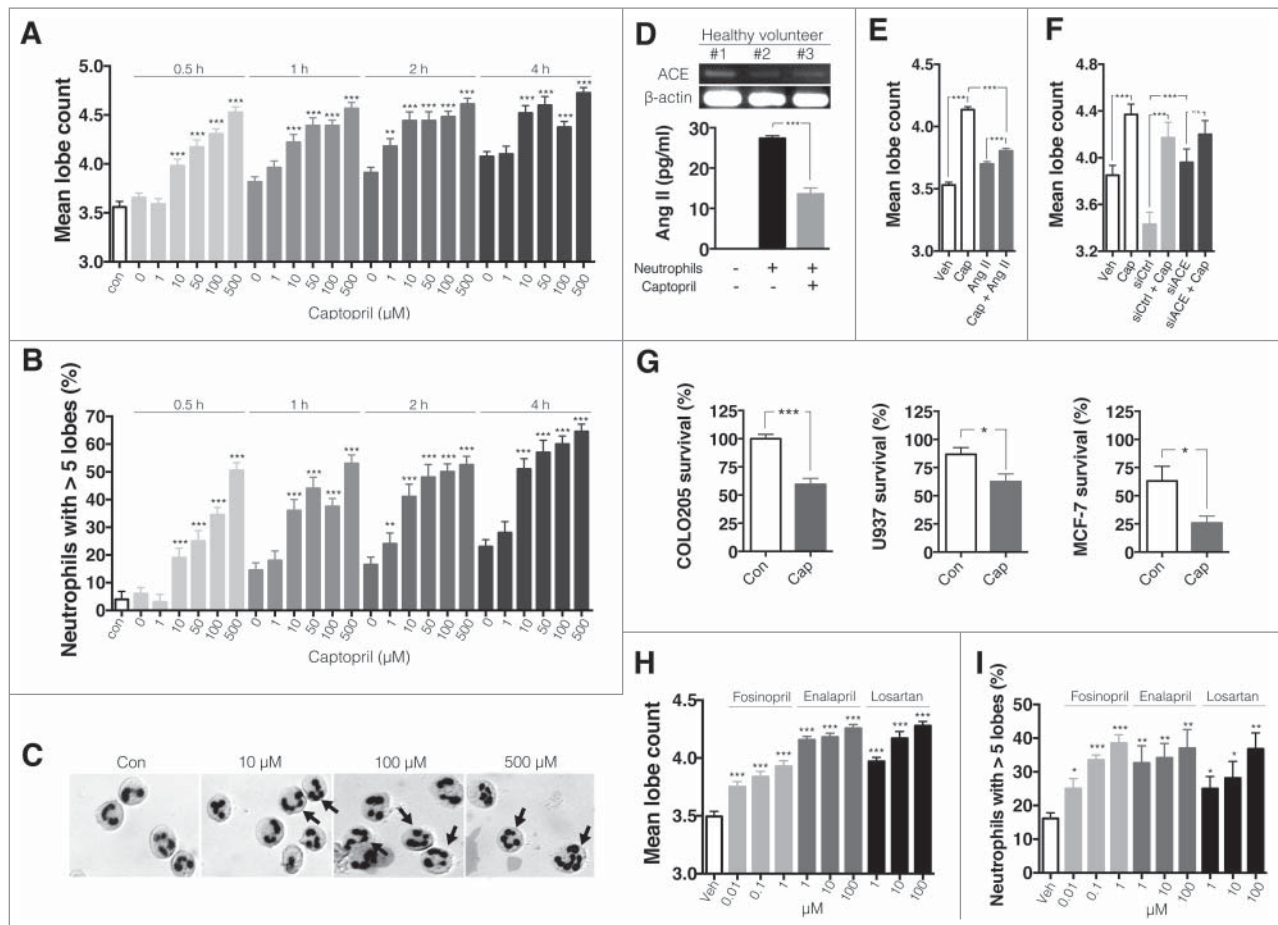 A
Mean lobe count
5.0
4.5
4.0
3.5
3.0
0.5 h 1 h 2 h 4 h
*** *** *** *** *** *** *** *** ** *** *** *** *** *** *** *** ***
con 0 1 10 50 100 500 0 1 10 50 100 500 0 1 10 50 100 500 0 1 10 50 100 500
Captopril (µM)
B
Neutrophils with > 5 lobes (%)
70
60
50
40
30
20
10
0
0.5 h 1 h 2 h 4 h
*** *** *** *** *** *** *** *** ** *** *** *** *** *** *** *** ***
con 0 1 10 50 100 500 0 1 10 50 100 500 0 1 10 50 100 500 0 1 10 50 100 500
Captopril (µM)
C
Con 10 µM 100 µM 500 µM
D
Healthy volunteer
#1 #2 #3
ACE
β-actin
Ang II (pg/ml)
30
20
10
0
***
Neutrophils - + +
Captopril - - +
E
Mean lobe count
4.5
4.0
3.5
3.0
*** *** ***
Veh Cap Ang II Cap + Ang II
F
Mean lobe count
4.8
4.4
4.0
3.6
3.2
*** *** *** ***
Veh Cap siCtrl siCtrl + Cap siACE siACE + Cap
G
COLO205 survival (%)
125
100
75
50
25
0
***
Con Cap
U937 survival (%)
125
100
75
50
25
0
*
Con Cap
MCF-7 survival (%)
125
100
75
50
25
0
*
Con Cap
H
Mean lobe count
4.5
4.0
3.5
3.0
Fosinopril Enalapril Losartan
*** *** *** *** *** *** *** *** ***
Veh 0.01 0.1 1 1 10 100 1 10 100
µM
I
Neutrophils with > 5 lobes (%)
50
40
30
20
10
0
Fosinopril Enalapril Losartan
* *** *** ** ** ** * * **
Veh 0.01 0.1 1 1 10 100 1 10 100
µM